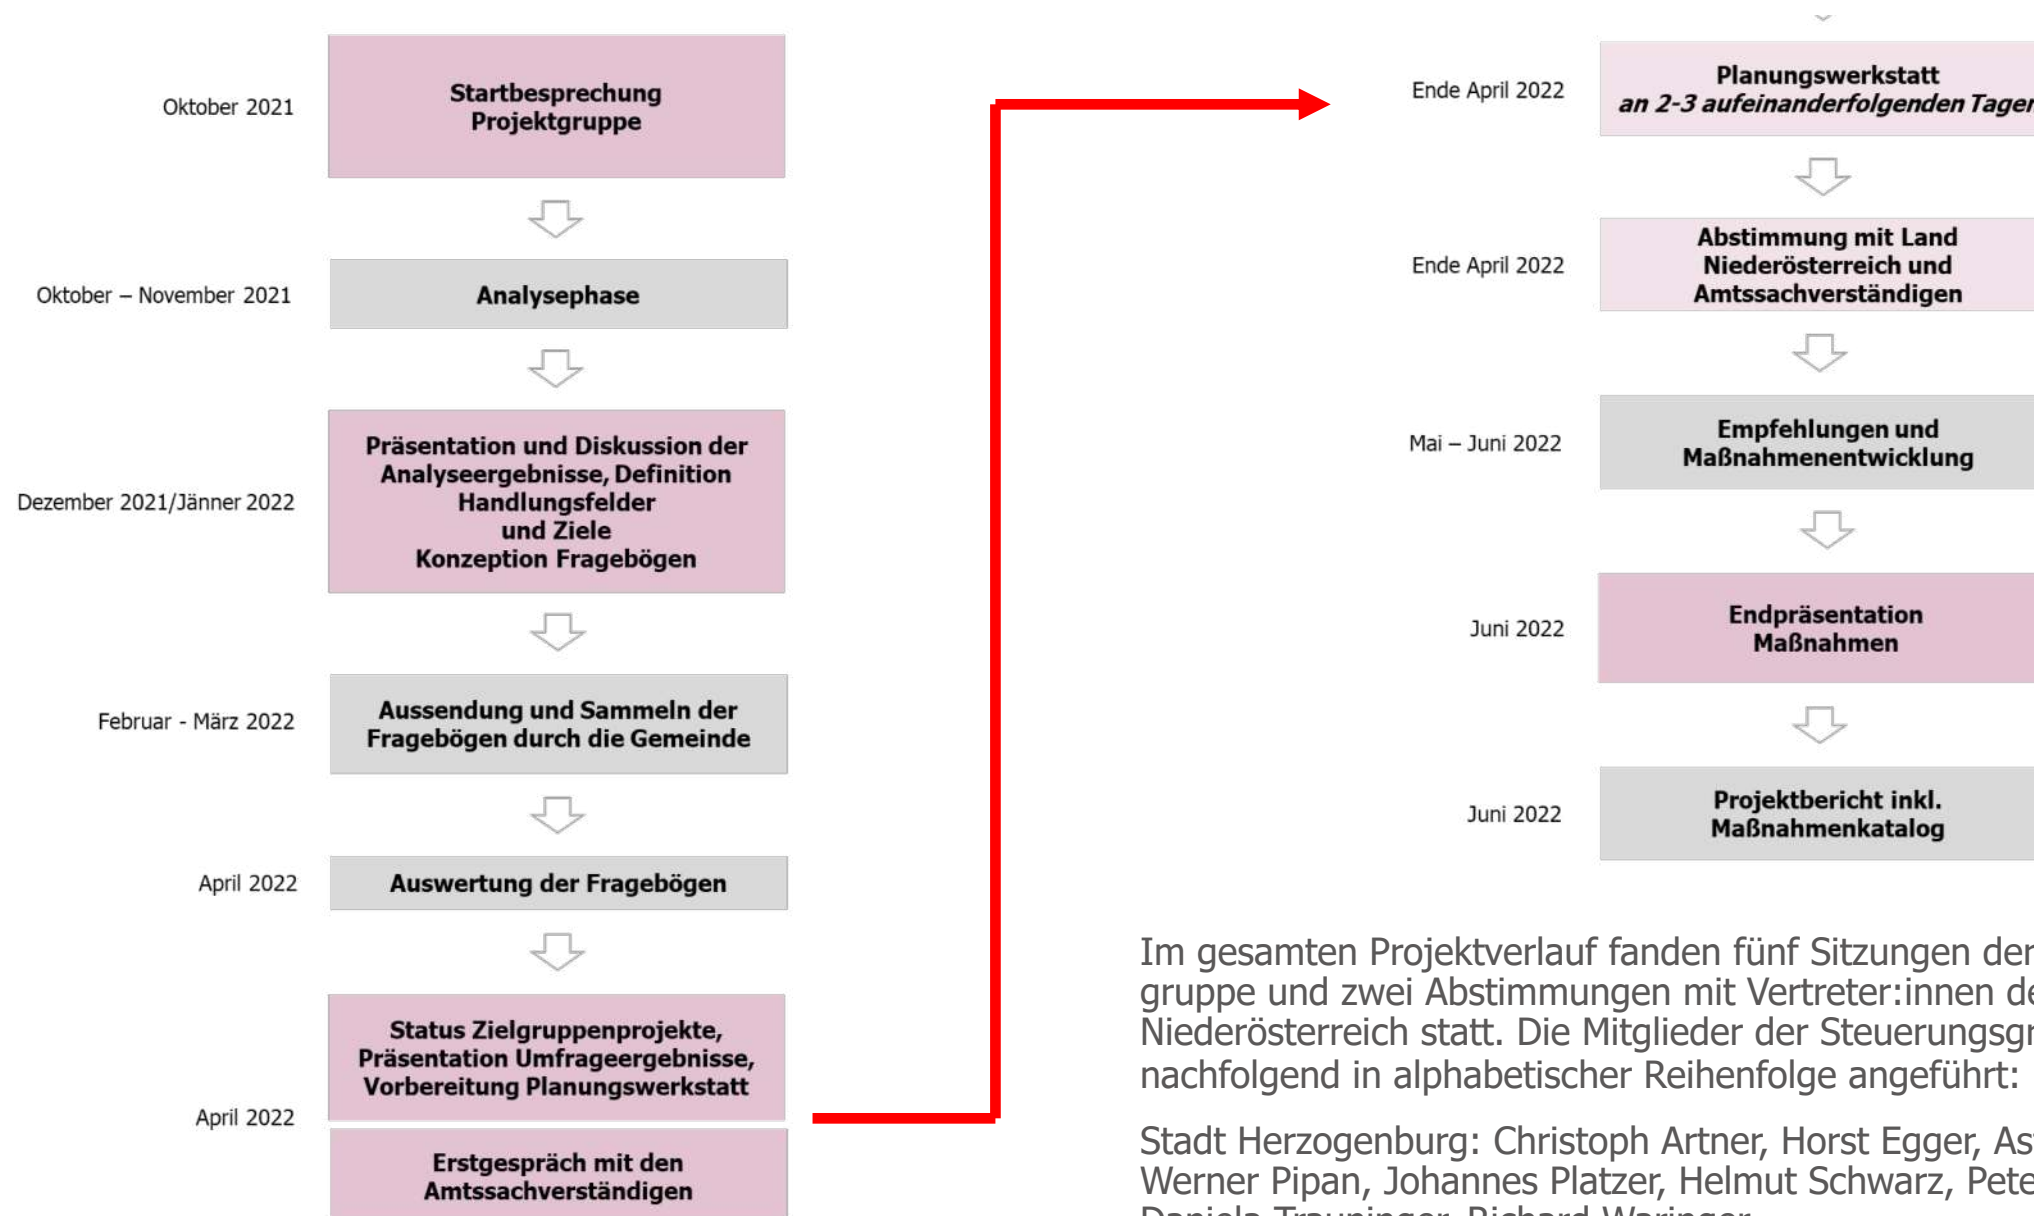 Oktober 2021
Startbesprechung
Projektgruppe
Oktober – November 2021
Analysephase
Dezember 2021/Jänner 2022
Präsentation und Diskussion der
Analyseergebnisse, Definition
Handlungsfelder
und Ziele
Konzeption Fragebögen
Februar - März 2022
Aussendung und Sammeln der
Fragebögen durch die Gemeinde
April 2022
Auswertung der Fragebögen
April 2022
Status Zielgruppenprojekte,
Präsentation Umfrageergebnisse,
Vorbereitung Planungswerkstatt
Erstgespräch mit den
Amtssachverständigen
Ende April 2022
Planungswerkstatt
an 2-3 aufeinanderfolgenden Tagen
Ende April 2022
Abstimmung mit Land
Niederösterreich und
Amtssachverständigen
Mai – Juni 2022
Empfehlungen und
Maßnahmenentwicklung
Juni 2022
Endpräsentation
Maßnahmen
Juni 2022
Projektbericht inkl.
Maßnahmenkatalog
Im gesamten Projektverlauf fanden fünf Sitzungen der
gruppe und zwei Abstimmungen mit Vertreter:innen
Niederösterreich statt. Die Mitglieder der
nachfolgend in alphabetischer Reihenfolge angeführt:
Stadt Herzogenburg: Christoph Artner, Horst Egger,
Werner Pipan, Johannes Platzer, Helmut Schwarz,
Daniela Trauninger, Richard Waringer